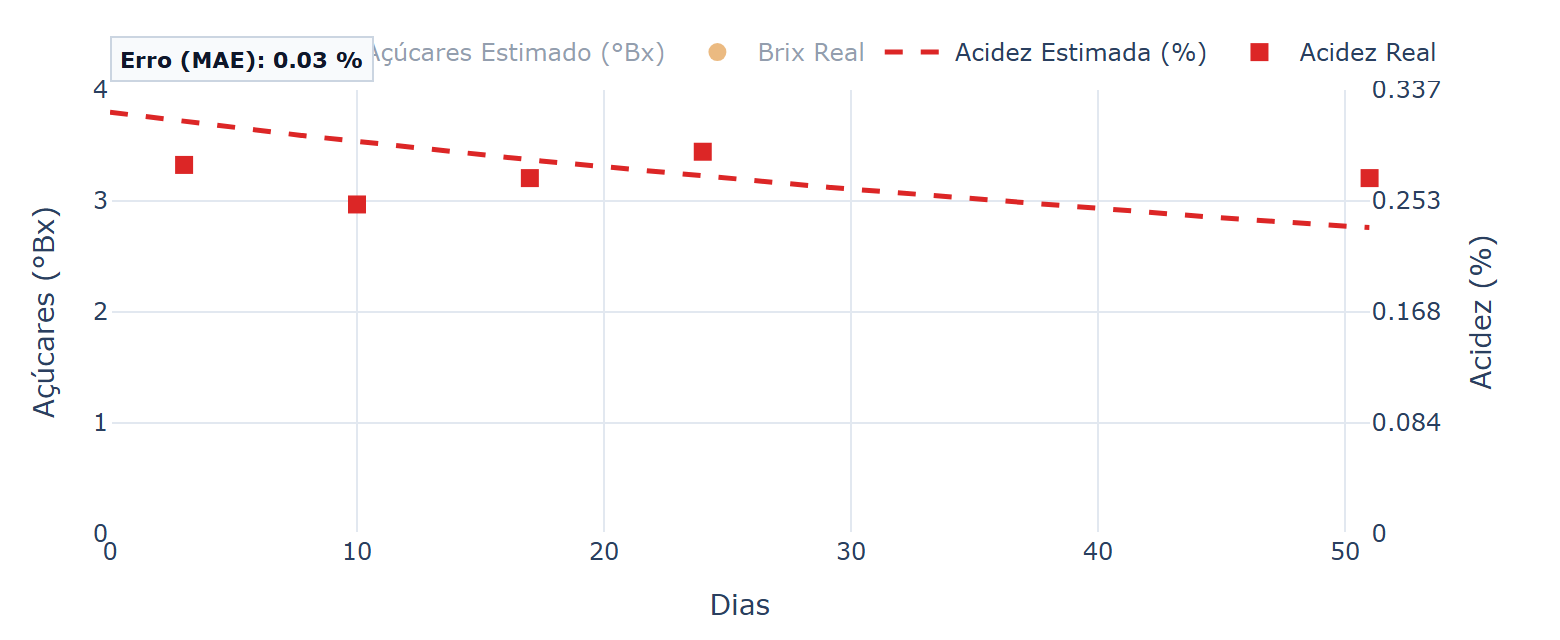 Erro (MAE): 0.03 %
Açúcares Estimado (°Bx)
Brix Real
Acidez Estimada (%)
Acidez Real
4
3
2
1
0
Açúcares (°Bx)
0.337
0.253
0.168
0.084
0
Acidez (%)
0
10
20
30
40
50
Dias